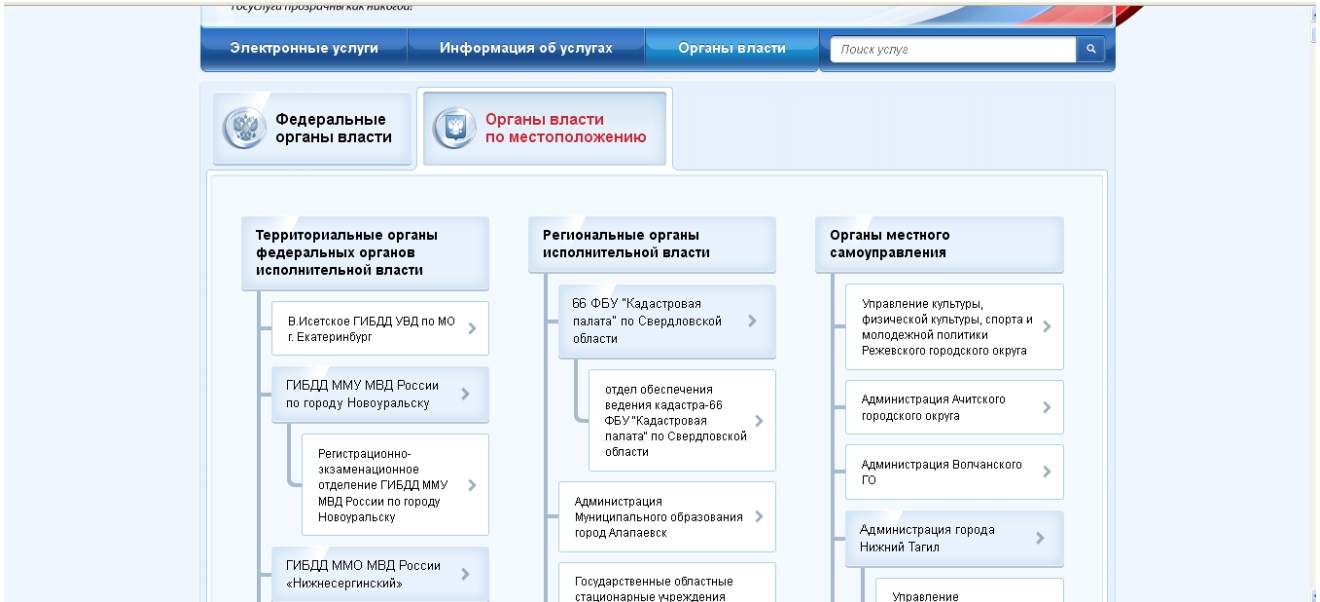 Госуслуги прозрачны как никогда!
Электронные услуги
Информация об услугах
Органы власти
Поиск услуг
Федеральные
органы власти
Органы власти
по местоположению
Территориальные органы
федеральных органов
исполнительной власти
В.Исетское ГИБДД УВД по МО
г. Екатеринбург
ГИБДД ММУ МВД России
по городу Новоуральску
Регистрационно-
экзаменационное
отделение ГИБДД ММУ
МВД России по городу
Новоуральску
ГИБДД ММО МВД России
«Нижнесергинский»
Региональные органы
исполнительной власти
66 ФБУ "Кадастровая
палата" по Свердловской
области
отдел обеспечения
ведения кадастра-66
ФБУ "Кадастровая
палата" по Свердловской
области
Администрация
Муниципального образования
город Алапаевск
Государственные областные
стационарные учреждения
Органы местного
самоуправления
Управление культуры,
физической культуры, спорта и
молодежной политики
Режевского городского округа
Администрация Ачитского
городского округа
Администрация Волчанского
ГО
Администрация города
Нижний Тагил
Управление